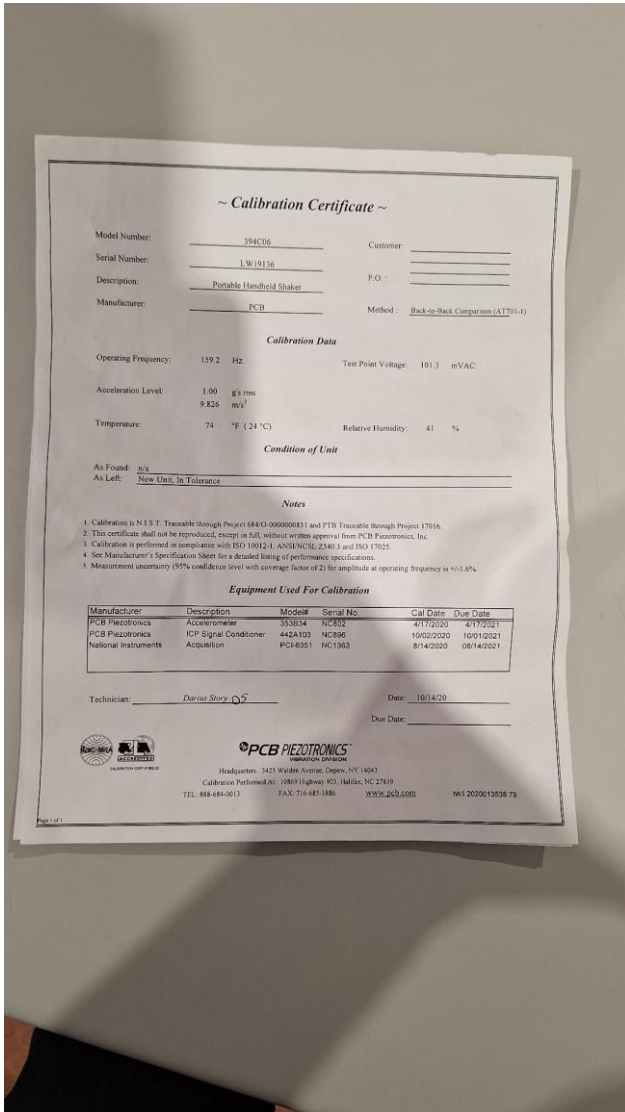 ~ Calibration Certificate ~
Model Number: 394C06 Customer:
Serial Number: LW19136
Description: Portable Handheld Shaker P.O. :
Manufacturer: PCB Method : Back-to-Back Comparison (AT701-1)
Calibration Data
Operating Frequency: 159.2 Hz Test Point Voltage: 101.3 mVAC
Acceleration Level: 1.00 g's rms
9.826 m/s²
Temperature: 74 °F (24 °C) Relative Humidity: 41 %
Condition of Unit
As Found: n/a
As Left: New Unit, In Tolerance
Notes
1. Calibration is N.I.S.T. Traceable through Project 684/O-0000000851 and PTB Traceable through Project 17016.
2. This certificate shall not be reproduced, except in full, without written approval from PCB Piezotronics, Inc.
3. Calibration is performed in compliance with ISO 10012-1, ANSI/NCSL Z540.3 and ISO 17025.
4. See Manufacturer's Specification Sheet for a detailed listing of performance specifications.
5. Measurement uncertainty (95% confidence level with coverage factor of 2) for amplitude at operating frequency is +/-1.6%.
Equipment Used For Calibration
Manufacturer Description Model# Serial No. Cal Date Due Date
PCB Piezotronics Accelerometer 353B34 NC802 4/17/2020 4/17/2021
PCB Piezotronics ICP Signal Conditioner 442A103 NC896 10/02/2020 10/01/2021
National Instruments Acquisition PCI-6351 NC1363 8/14/2020 08/14/2021
Technician: Darius Story DS Date: 10/14/20
Due Date:
ilac-MRA
ACCREDITED
PCB PIEZOTRONICS™
VIBRATION DIVISION
Headquarters: 3425 Walden Avenue, Depew, NY 14043
Calibration Performed At: 10869 Highway 903, Halifax, NC 27839
TEL: 888-684-0013 FAX: 716-685-3886 www.pcb.com
Page 1 of 1